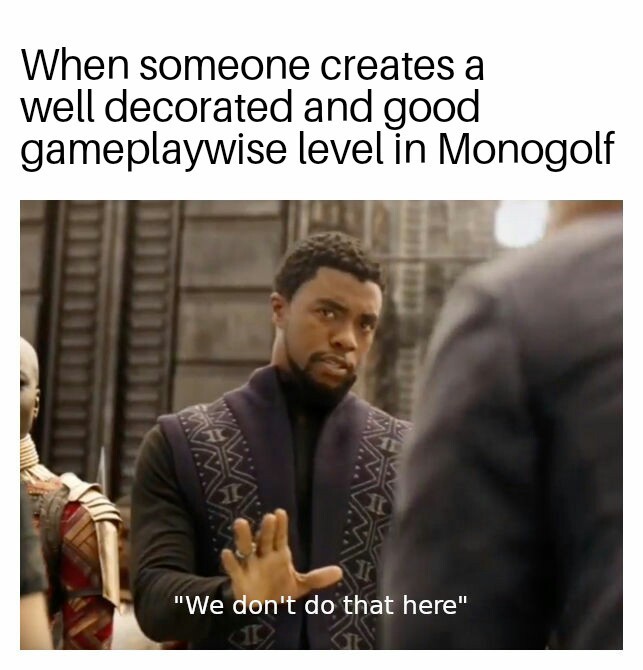 When someone creates a
well decorated and good
gameplaywise level in Monogolf
"We don't do that here"